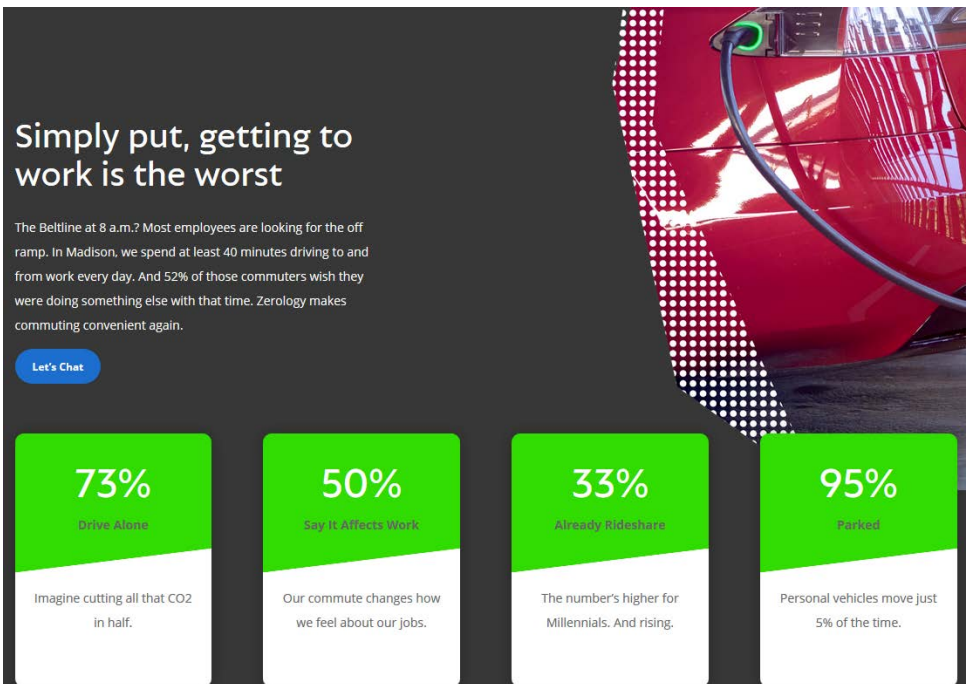 Simply put, getting to
work is the worst
The Beltline at 8 a.m.? Most employees are looking for the off
ramp. In Madison, we spend at least 40 minutes driving to and
from work every day. And 52% of those commuters wish they
were doing something else with that time. Zerology makes
commuting convenient again.
Let's Chat
73%
Drive Alone
Imagine cutting all that CO2
in half.
50%
Say It Affects Work
Our commute changes how
we feel about our jobs.
33%
Already Rideshare
The number's higher for
Millennials. And rising.
95%
Parked
Personal vehicles move just
5% of the time.